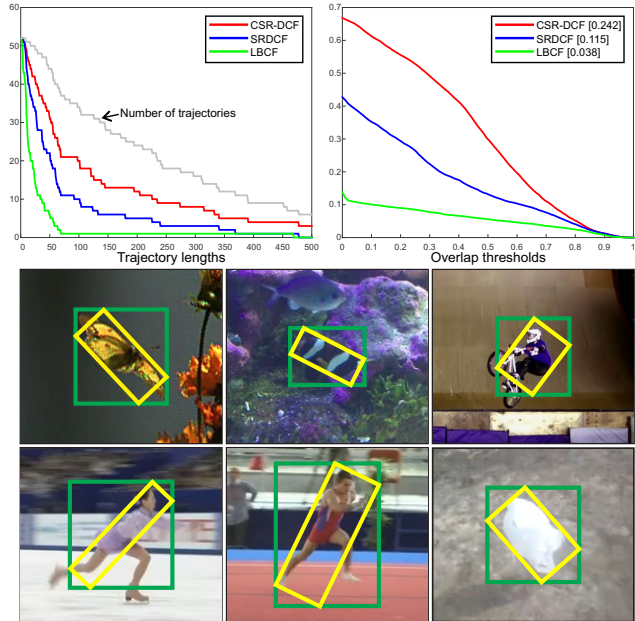 60
50
40
30
20
10
0
CSR-DCF
SRDCF
LBCF
Number of trajectories
0 50 100 150 200 250 300 350 400 450 500
Trajectory lengths
0.7
0.6
0.5
0.4
0.3
0.2
0.1
0
CSR-DCF [0.242]
SRDCF [0.115]
LBCF [0.038]
0 0.1 0.2 0.3 0.4 0.5 0.6 0.7 0.8 0.9 1
Overlap thresholds